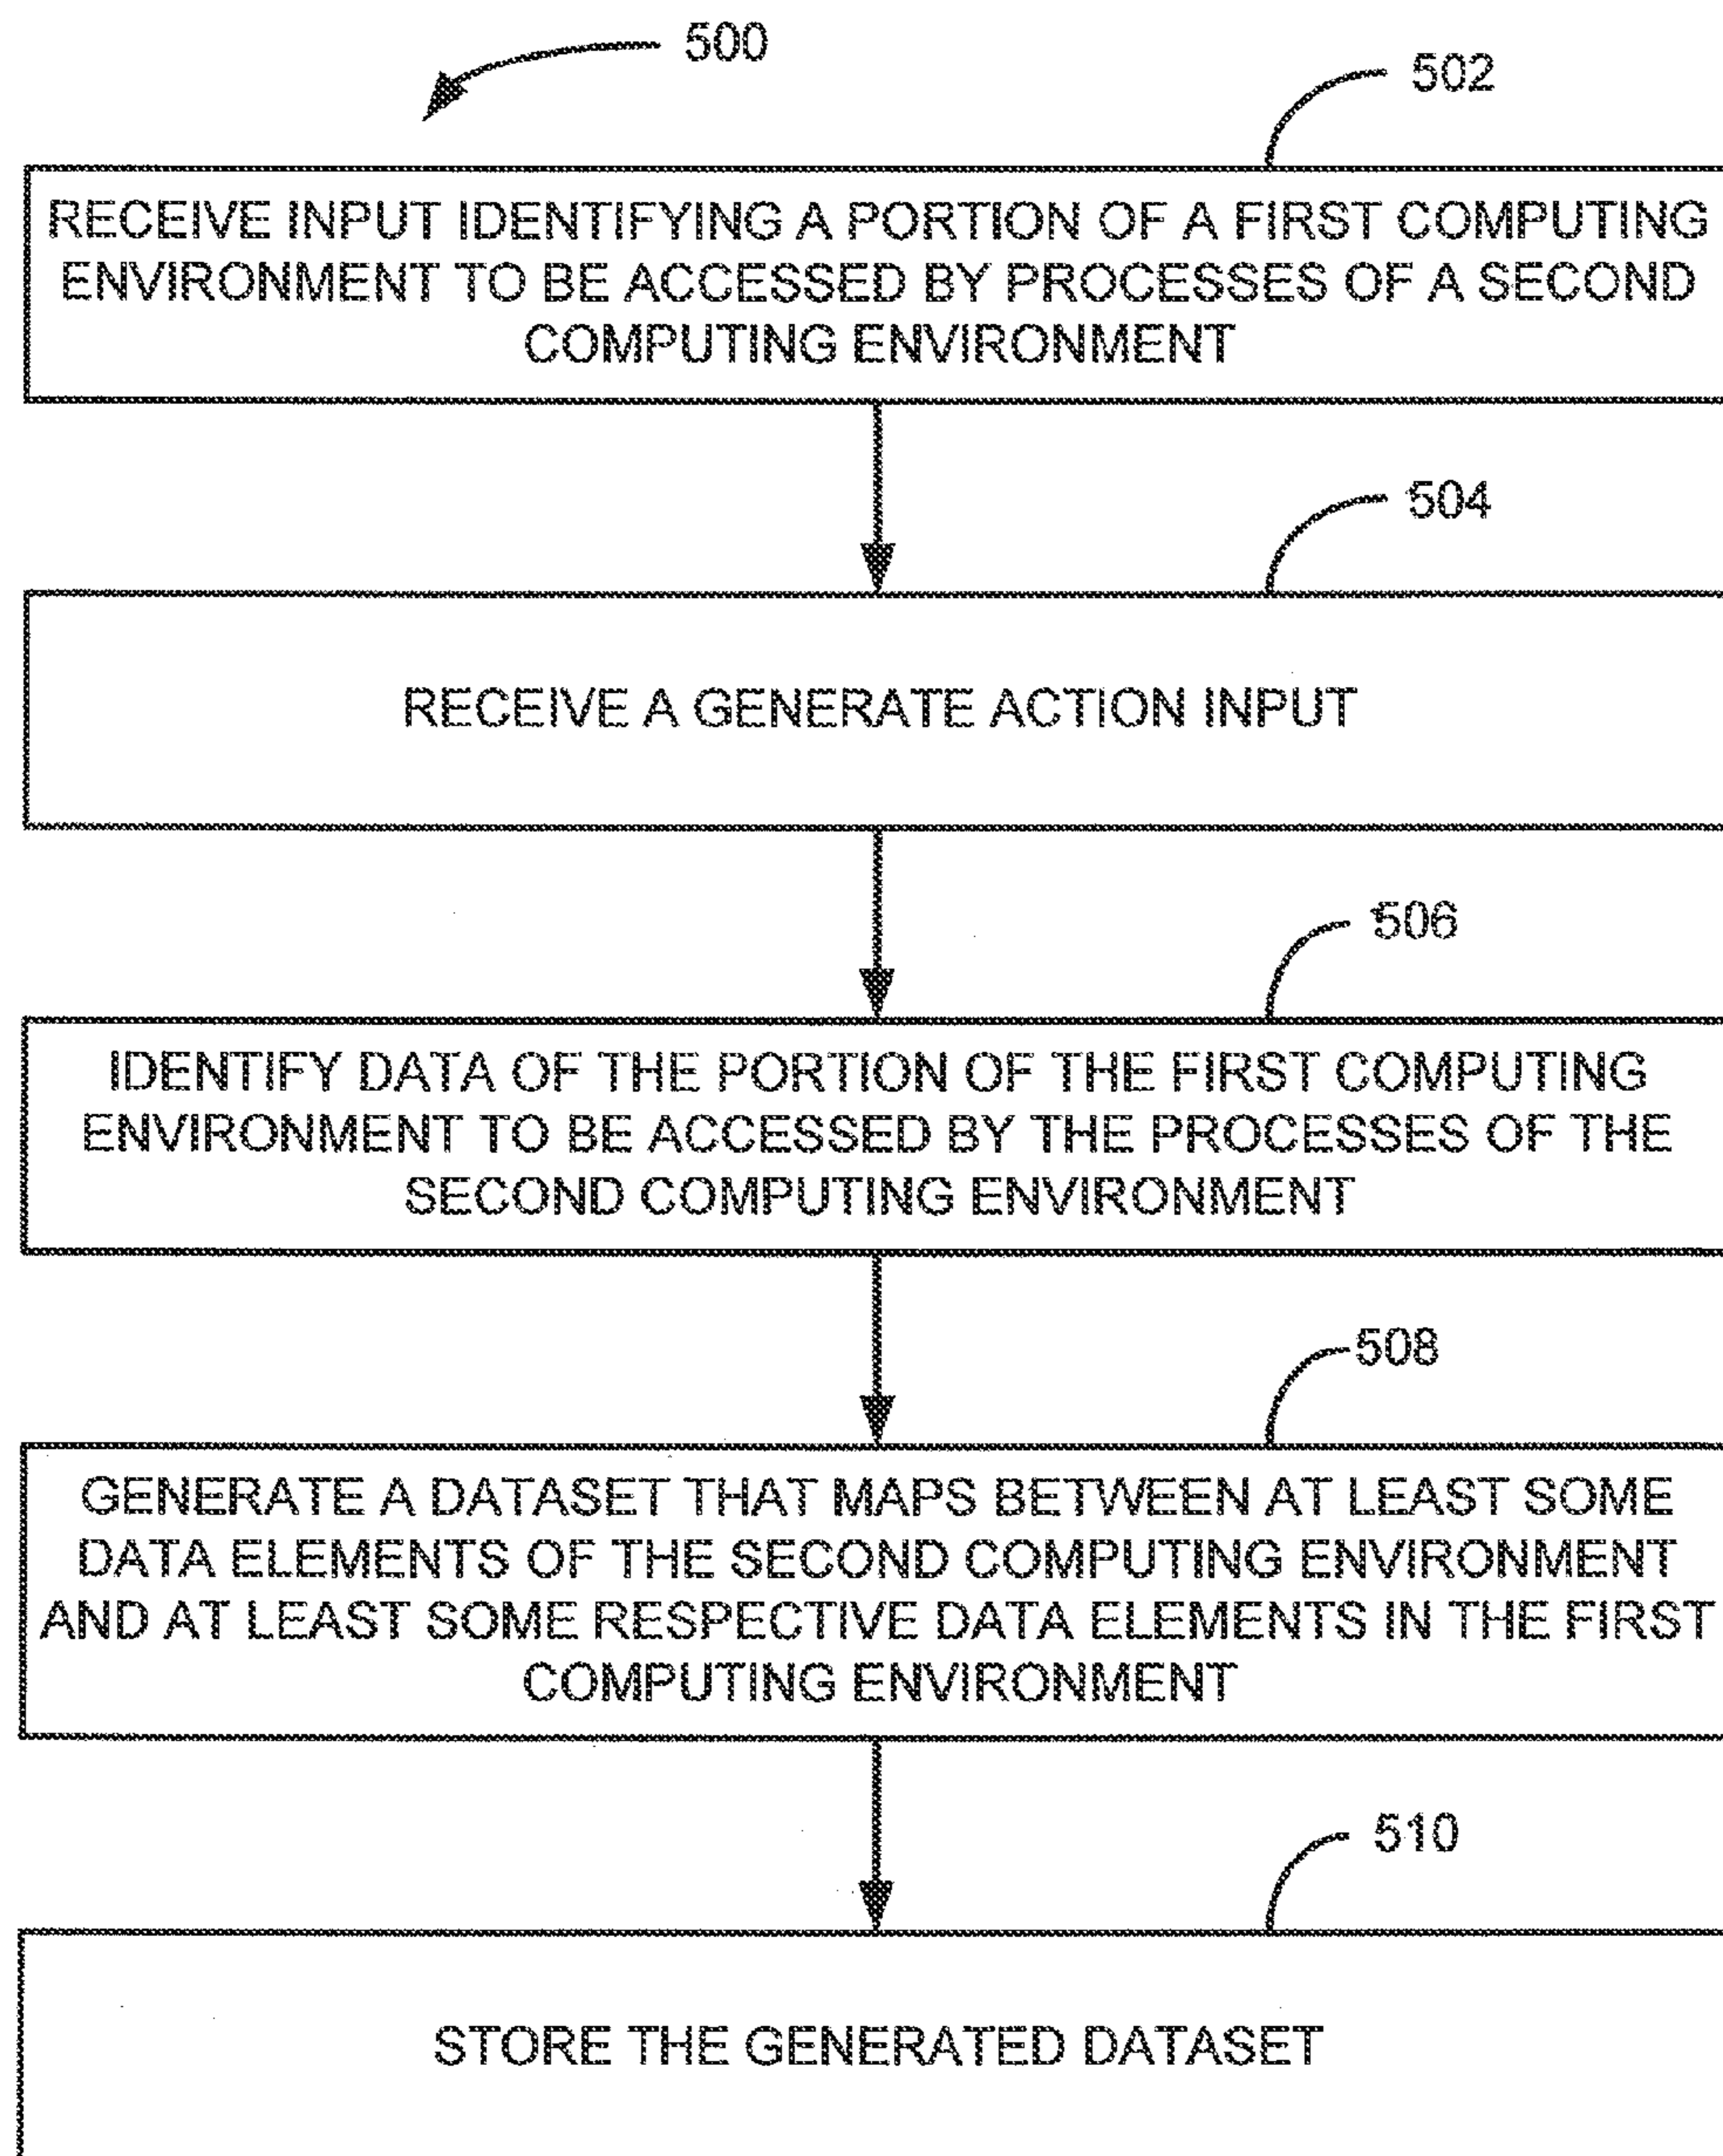 500
502
RECEIVE INPUT IDENTIFYING A PORTION OF A FIRST COMPUTING
ENVIRONMENT TO BE ACCESSED BY PROCESSES OF A SECOND
COMPUTING ENVIRONMENT
504
RECEIVE A GENERATE ACTION INPUT
506
IDENTIFY DATA OF THE PORTION OF THE FIRST COMPUTING
ENVIRONMENT TO BE ACCESSED BY THE PROCESSES OF THE
SECOND COMPUTING ENVIRONMENT
508
GENERATE A DATASET THAT MAPS BETWEEN AT LEAST SOME
DATA ELEMENTS OF THE SECOND COMPUTING ENVIRONMENT
AND AT LEAST SOME RESPECTIVE DATA ELEMENTS IN THE FIRST
COMPUTING ENVIRONMENT
510
STORE THE GENERATED DATASET